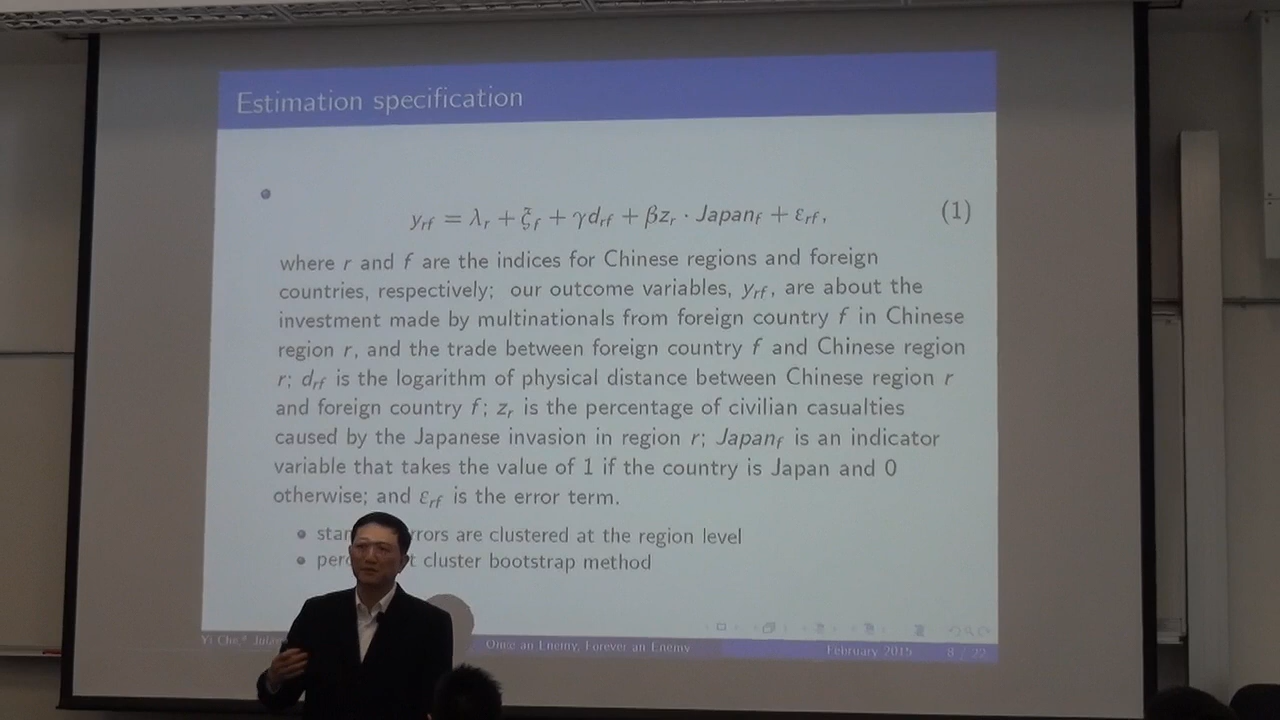 Estimation specification
y_rf = λ_r + ξ̃_f + γd_rf + βz_r · Japan_f + ε_rf, (1)
where r and f are the indices for Chinese regions and foreign
countries, respectively; our outcome variables, y_rf, are about the
investment made by multinationals from foreign country f in Chinese
region r, and the trade between foreign country f and Chinese region
r; d_rf is the logarithm of physical distance between Chinese region r
and foreign country f; z_r is the percentage of civilian casualties
caused by the Japanese invasion in region r; Japan_f is an indicator
variable that takes the value of 1 if the country is Japan and 0
otherwise; and ε_rf is the error term.
errors are clustered at the region level
cluster bootstrap method
Yi Che, Once an Enemy, Forever an Enemy February 2015 8 / 22